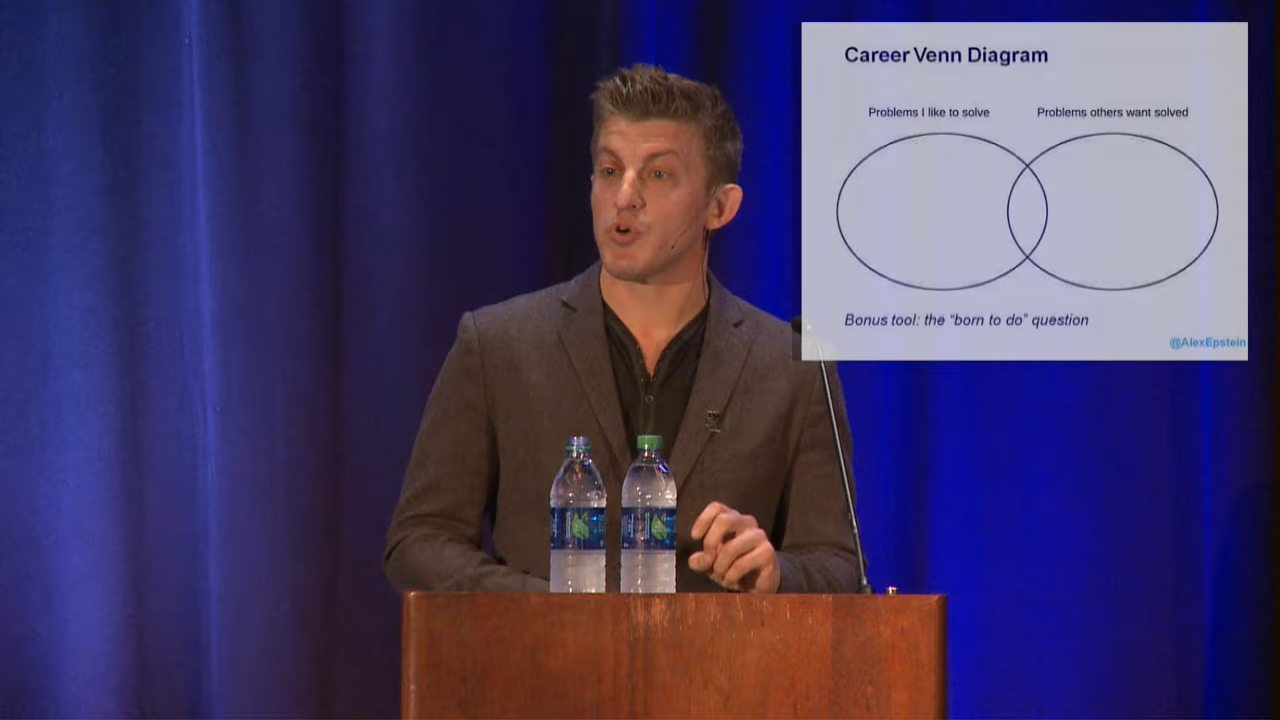 Career Venn Diagram
Problems I like to solve
Problems others want solved
Bonus tool: the “born to do” question
@AlexEpstein